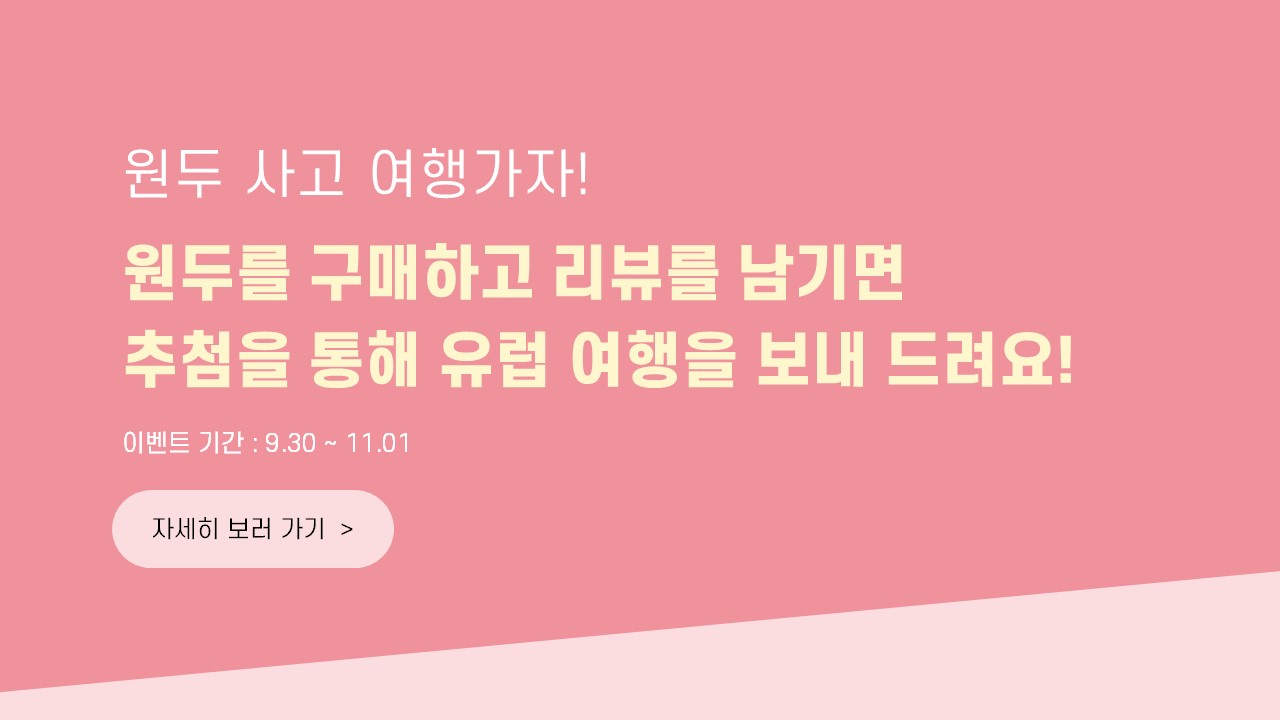 원두 사고 여행가자!
원두를 구매하고 리뷰를 남기면
추첨을 통해 유럽 여행을 보내 드려요!
이벤트 기간 : 9.30 ~ 11.01
자세히 보러 가기 >